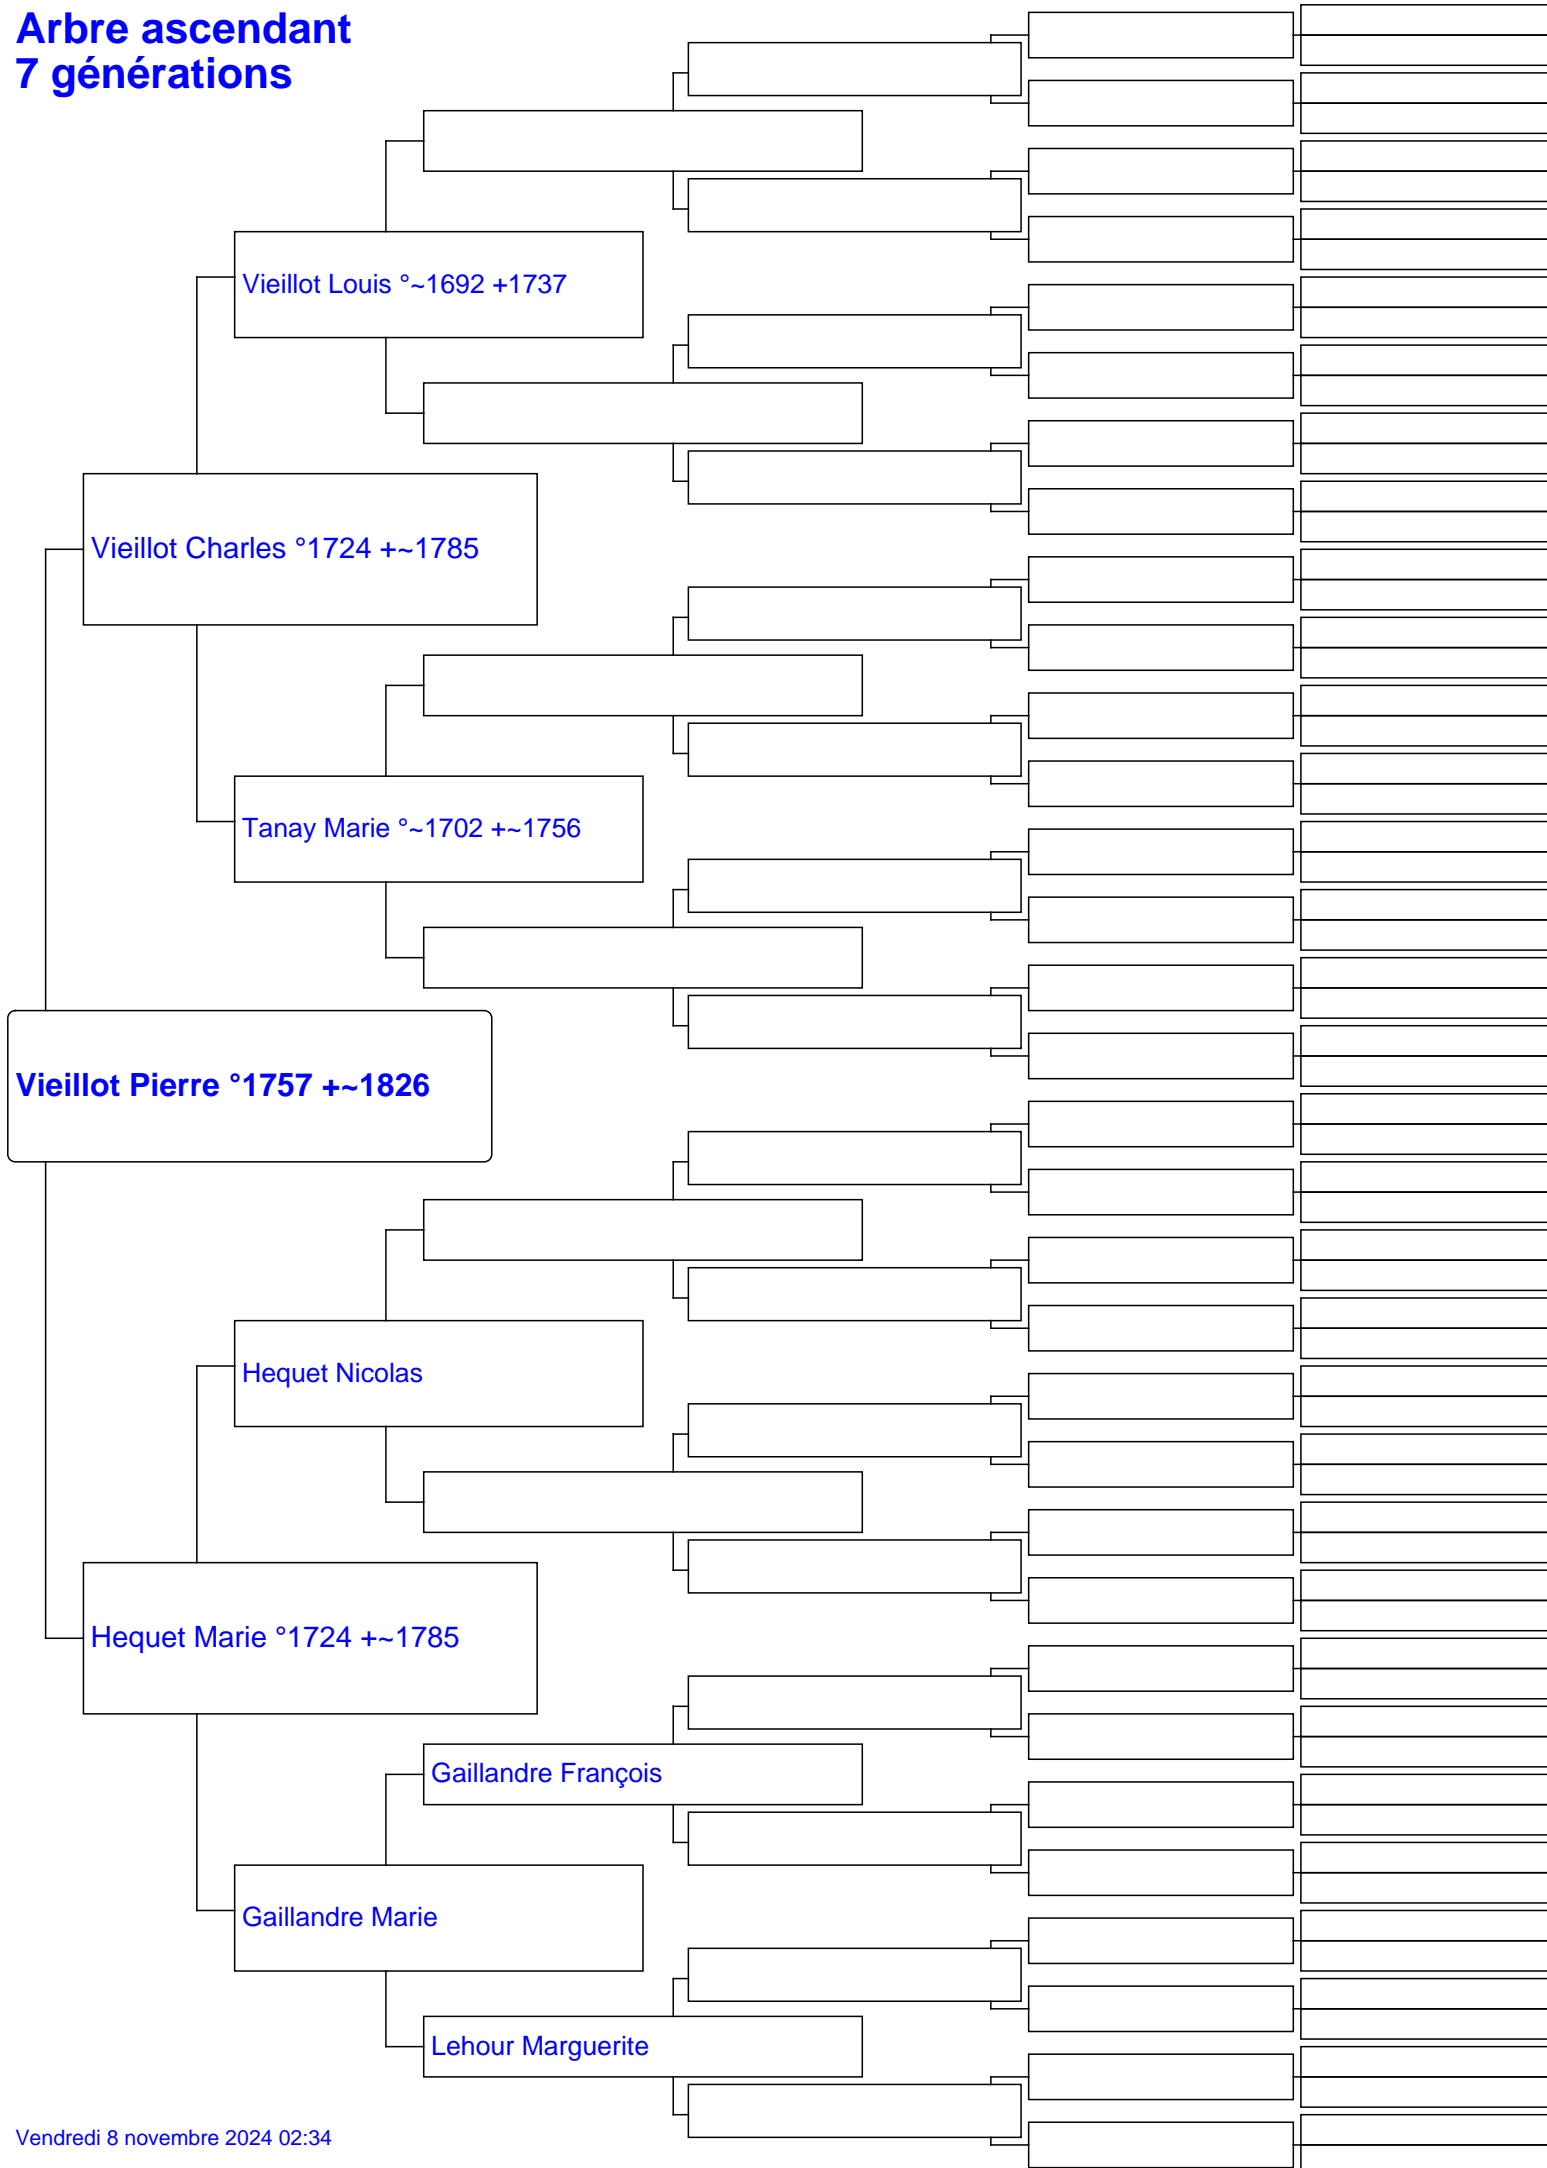 Arbre ascendant
7 générations
Vieillot Louis °~1692 +1737
Vieillot Charles °1724 +~1785
Tanay Marie °~1702 +~1756
Vieillot Pierre °1757 +~1826
Hequet Nicolas
Hequet Marie °1724 +~1785
Gaillandre François
Gaillandre Marie
Lehour Marguerite
Vendredi 8 novembre 2024 02:34